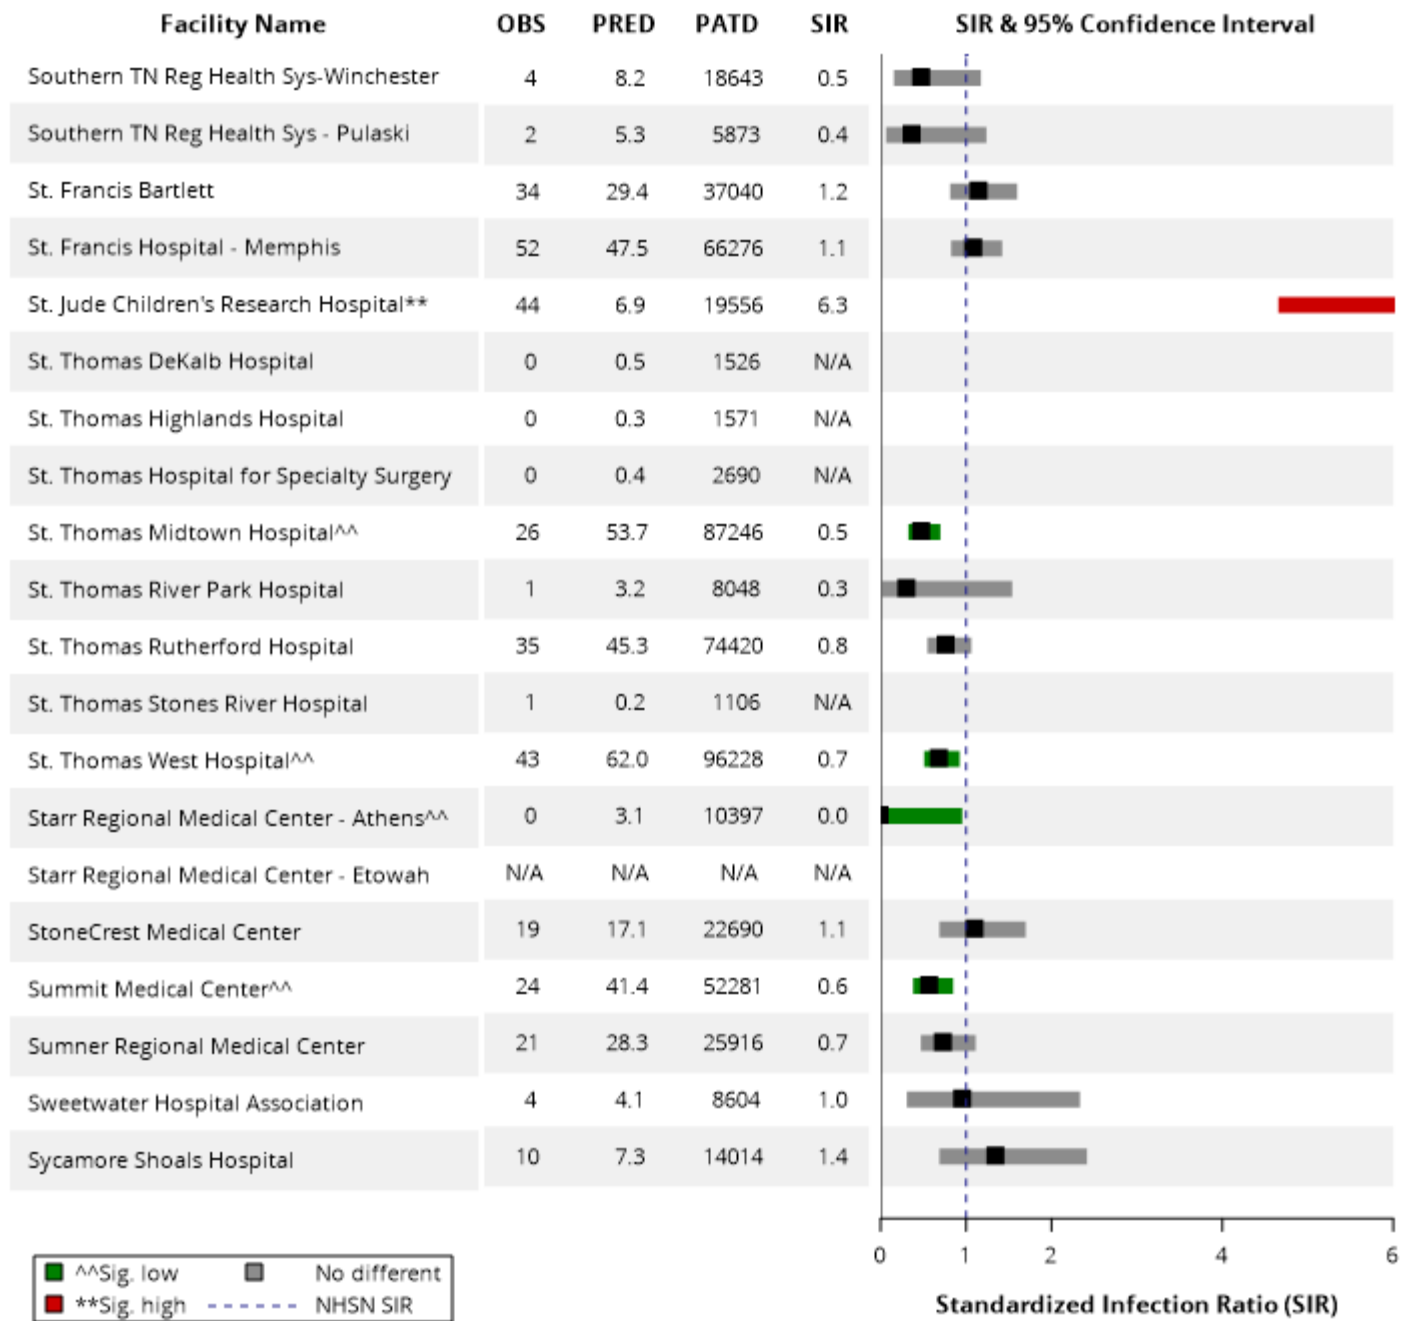 Facility Name OBS PRED PATD SIR SIR & 95% Confidence Interval
Southern TN Reg Health Sys-Winchester 4 8.2 18643 0.5
Southern TN Reg Health Sys - Pulaski 2 5.3 5873 0.4
St. Francis Bartlett 34 29.4 37040 1.2
St. Francis Hospital - Memphis 52 47.5 66276 1.1
St. Jude Children's Research Hospital** 44 6.9 19556 6.3
St. Thomas DeKalb Hospital 0 0.5 1526 N/A
St. Thomas Highlands Hospital 0 0.3 1571 N/A
St. Thomas Hospital for Specialty Surgery 0 0.4 2690 N/A
St. Thomas Midtown Hospital^^ 26 53.7 87246 0.5
St. Thomas River Park Hospital 1 3.2 8048 0.3
St. Thomas Rutherford Hospital 35 45.3 74420 0.8
St. Thomas Stones River Hospital 1 0.2 1106 N/A
St. Thomas West Hospital^^ 43 62.0 96228 0.7
Starr Regional Medical Center - Athens^^ 0 3.1 10397 0.0
Starr Regional Medical Center - Etowah N/A N/A N/A N/A
StoneCrest Medical Center 19 17.1 22690 1.1
Summit Medical Center^^ 24 41.4 52281 0.6
Sumner Regional Medical Center 21 28.3 25916 0.7
Sweetwater Hospital Association 4 4.1 8604 1.0
Sycamore Shoals Hospital 10 7.3 14014 1.4
0 1 2 4 6
^^Sig. low No different
**Sig. high NHSN SIR
Standardized Infection Ratio (SIR)